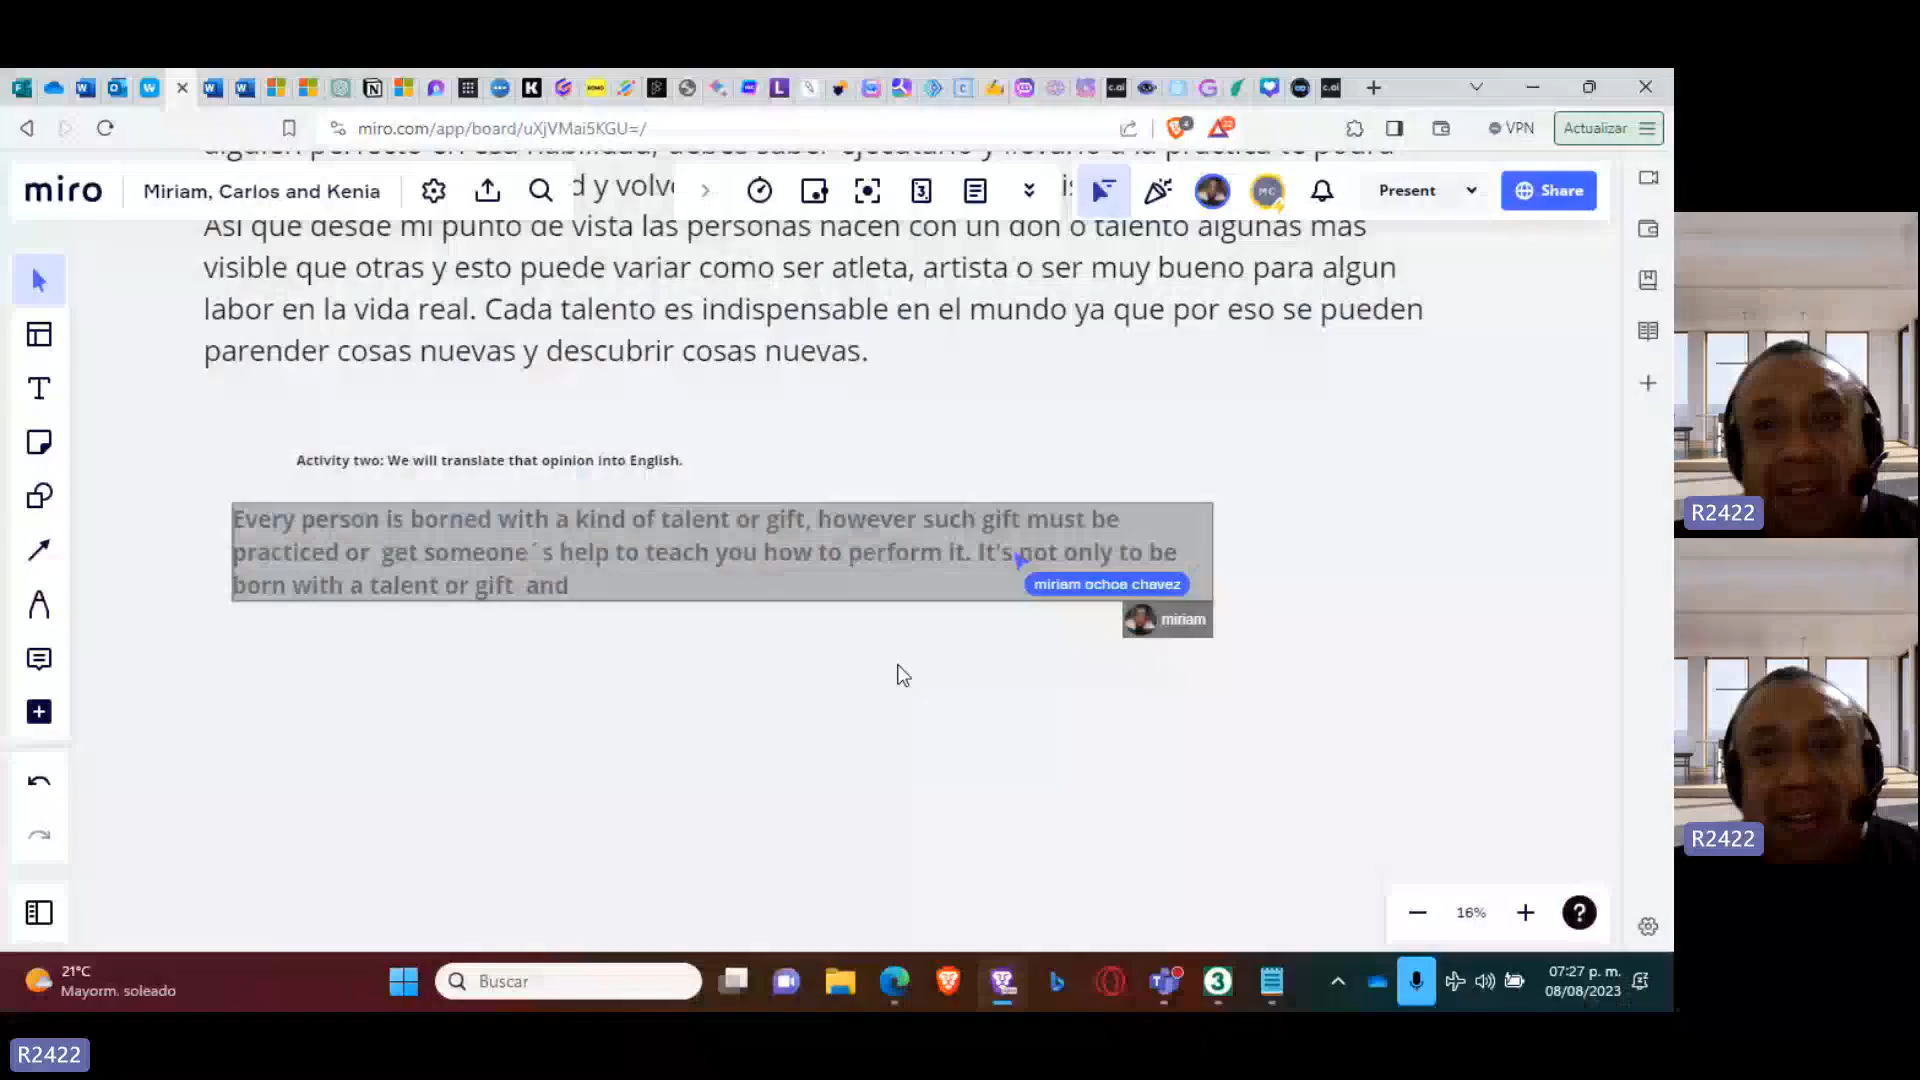 miro.com/app/board/uXjVMai5KGU=/
VPN
Actualizar
miro
Miriam, Carlos and Kenia
d y volv
MC
Present
Share
Asi que desde mi punto de vista las personas nacen con un don o talento algunas mas
visible que otras y esto puede variar como ser atleta, artista o ser muy bueno para algun
labor en la vida real. Cada talento es indispensable en el mundo ya que por eso se pueden
parender cosas nuevas y descubrir cosas nuevas.
Activity two: We will translate that opinion into English.
Every person is borned with a kind of talent or gift, however such gift must be
practiced or get someone´s help to teach you how to perform it. It's not only to be
born with a talent or gift and
miriam ochoa chavez
miriam
R2422
R2422
16%
21°C
Mayorm. soleado
Buscar
07:27 p. m.
08/08/2023
R2422